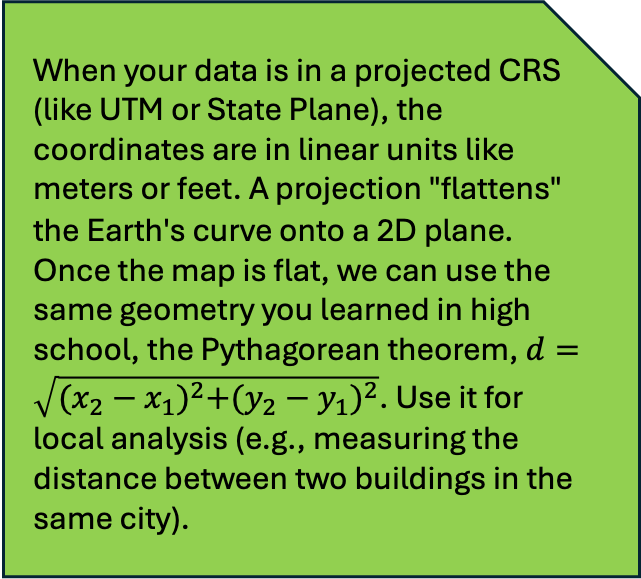 When your data is in a projected CRS
(like UTM or State Plane), the
coordinates are in linear units like
meters or feet. A projection "flattens"
the Earth's curve onto a 2D plane.
Once the map is flat, we can use the
same geometry you learned in high
school, the Pythagorean theorem, 𝑑 =
√(𝑥₂ − 𝑥₁)²+(𝑦₂ − 𝑦₁)². Use it for
local analysis (e.g., measuring the
distance between two buildings in the
same city).